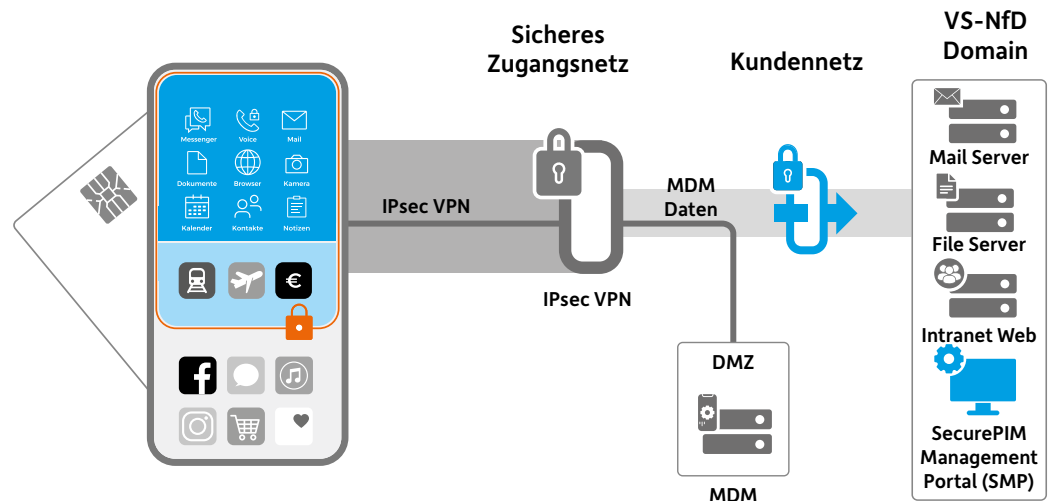 Sicheres
Zugangsnetz
Kundennetz
VS-NfD
Domain
Messenger
Voice
Mail
Dokumente
Browser
Kamera
Kalender
Kontakte
Notizen
€
IPsec VPN
IPsec VPN
MDM
Daten
DMZ
MDM
Mail Server
File Server
Intranet Web
SecurePIM
Management
Portal (SMP)